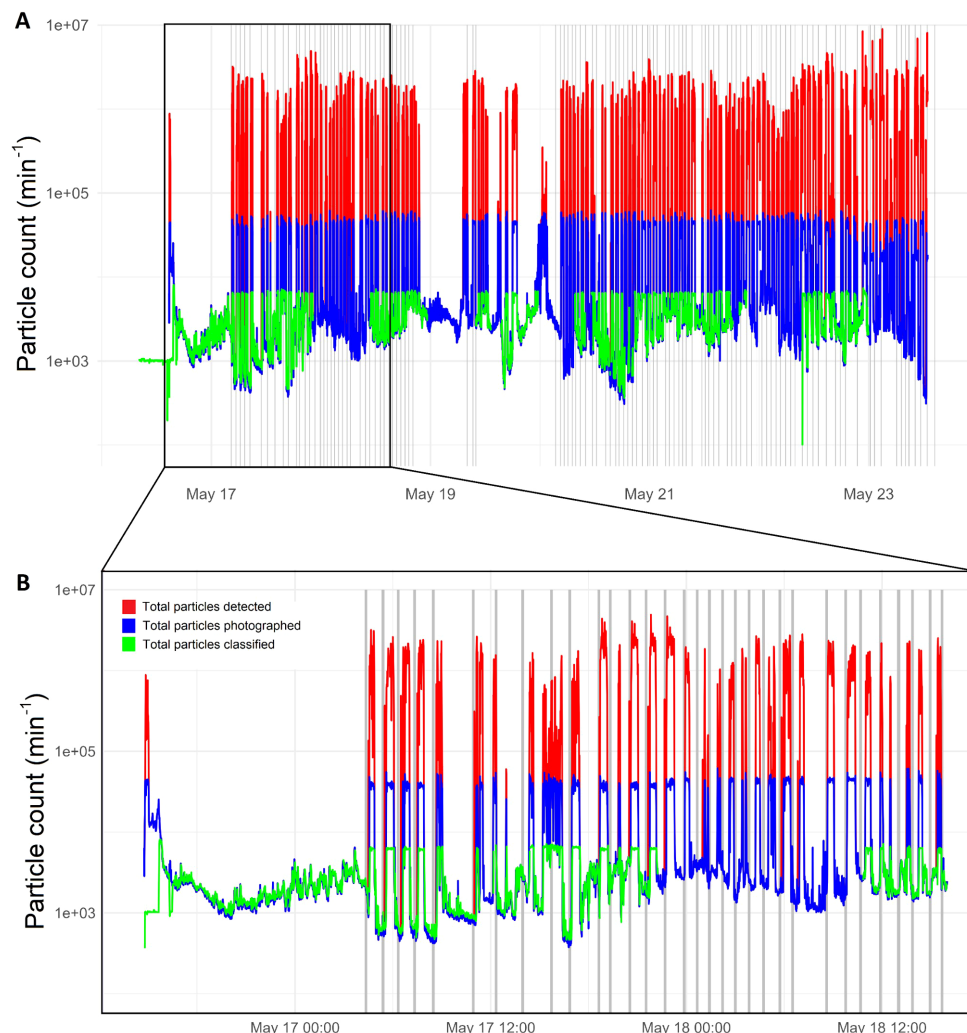 A
1e+07
1e+05
1e+03
Particle count (min⁻¹)
May 17
May 19
May 21
May 23
B
1e+07
Total particles detected
Total particles photographed
Total particles classified
1e+05
1e+03
Particle count (min⁻¹)
May 17 00:00
May 17 12:00
May 18 00:00
May 18 12:00